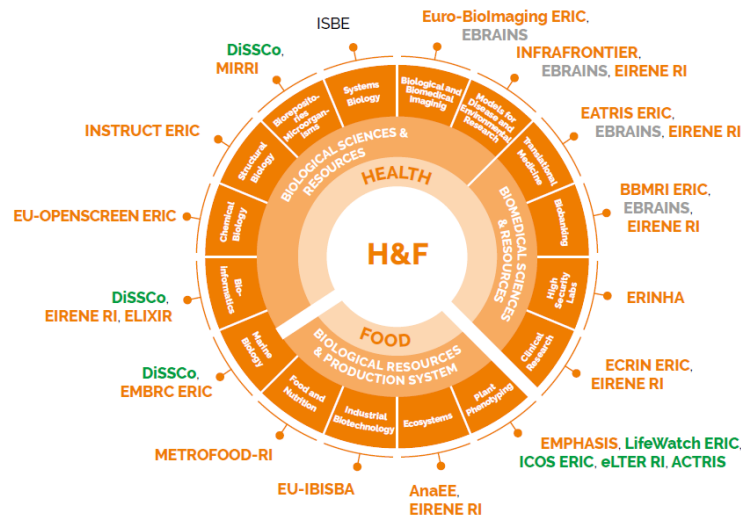 ISBE
Euro-BioImaging ERIC,
EBRAINS
DiSSCo,
MIRRI
INFRAFRONTIER,
EBRAINS, EIRENE RI
INSTRUCT ERIC
EATRIS ERIC,
EBRAINS, EIRENE RI
EU-OPENSCREEN ERIC
BBMRI ERIC,
EBRAINS,
EIRENE RI
DiSSCo,
EIRENE RI, ELIXIR
ERINHA
DiSSCo,
EMBRC ERIC
ECRIN ERIC,
EIRENE RI
METROFOOD-RI
EMPHASIS, LifeWatch ERIC,
ICOS ERIC, eLTER RI, ACTRIS
EU-IBISBA
AnaEE,
EIRENE RI
Systems
Biology
Biological and
Biomedical
Imaginig
Models for
Disease and
Environmental
Research
Translational
Medicine
Biobanking
High
Security
Labs
Clinical
Research
Plant
Phenotyping
Ecosystems
Industrial
Biotechnology
Food and
Nutrition
Marine
Biology
Bio-
Informatics
Chemical
Biology
Structural
Biology
Bioreposito-
ries
Microorgan-
isms
BIOLOGICAL SCIENCES &
RESOURCES
BIOMEDICAL SCIENCES
& RESOURCES
BIOLOGICAL RESOURCES
& PRODUCTION SYSTEM
HEALTH
H&F
FOOD